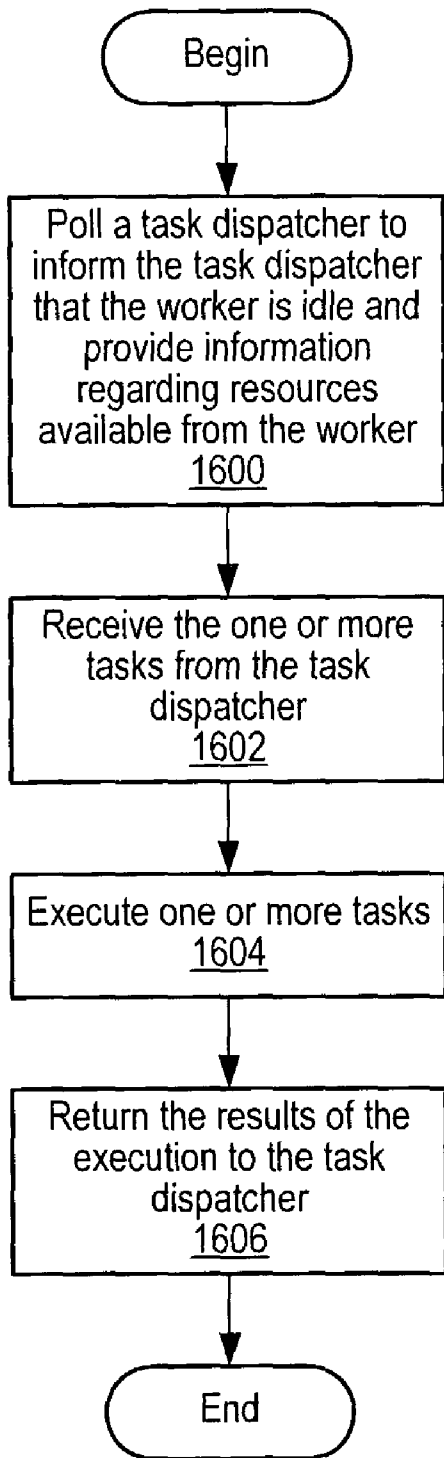 Begin
Poll a task dispatcher to
inform the task dispatcher
that the worker is idle and
provide information
regarding resources
available from the worker
1600
Receive the one or more
tasks from the task
dispatcher
1602
Execute one or more tasks
1604
Return the results of the
execution to the task
dispatcher
1606
End